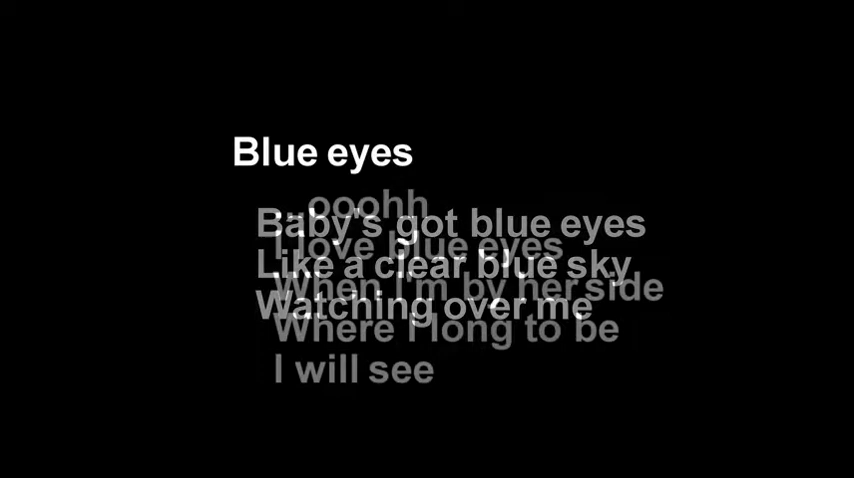 Blue eyes
ooohh
Baby's got blue eyes
I love blue eyes
Like a clear blue sky
When I'm by her side
Watching over me
Where I long to be
I will see